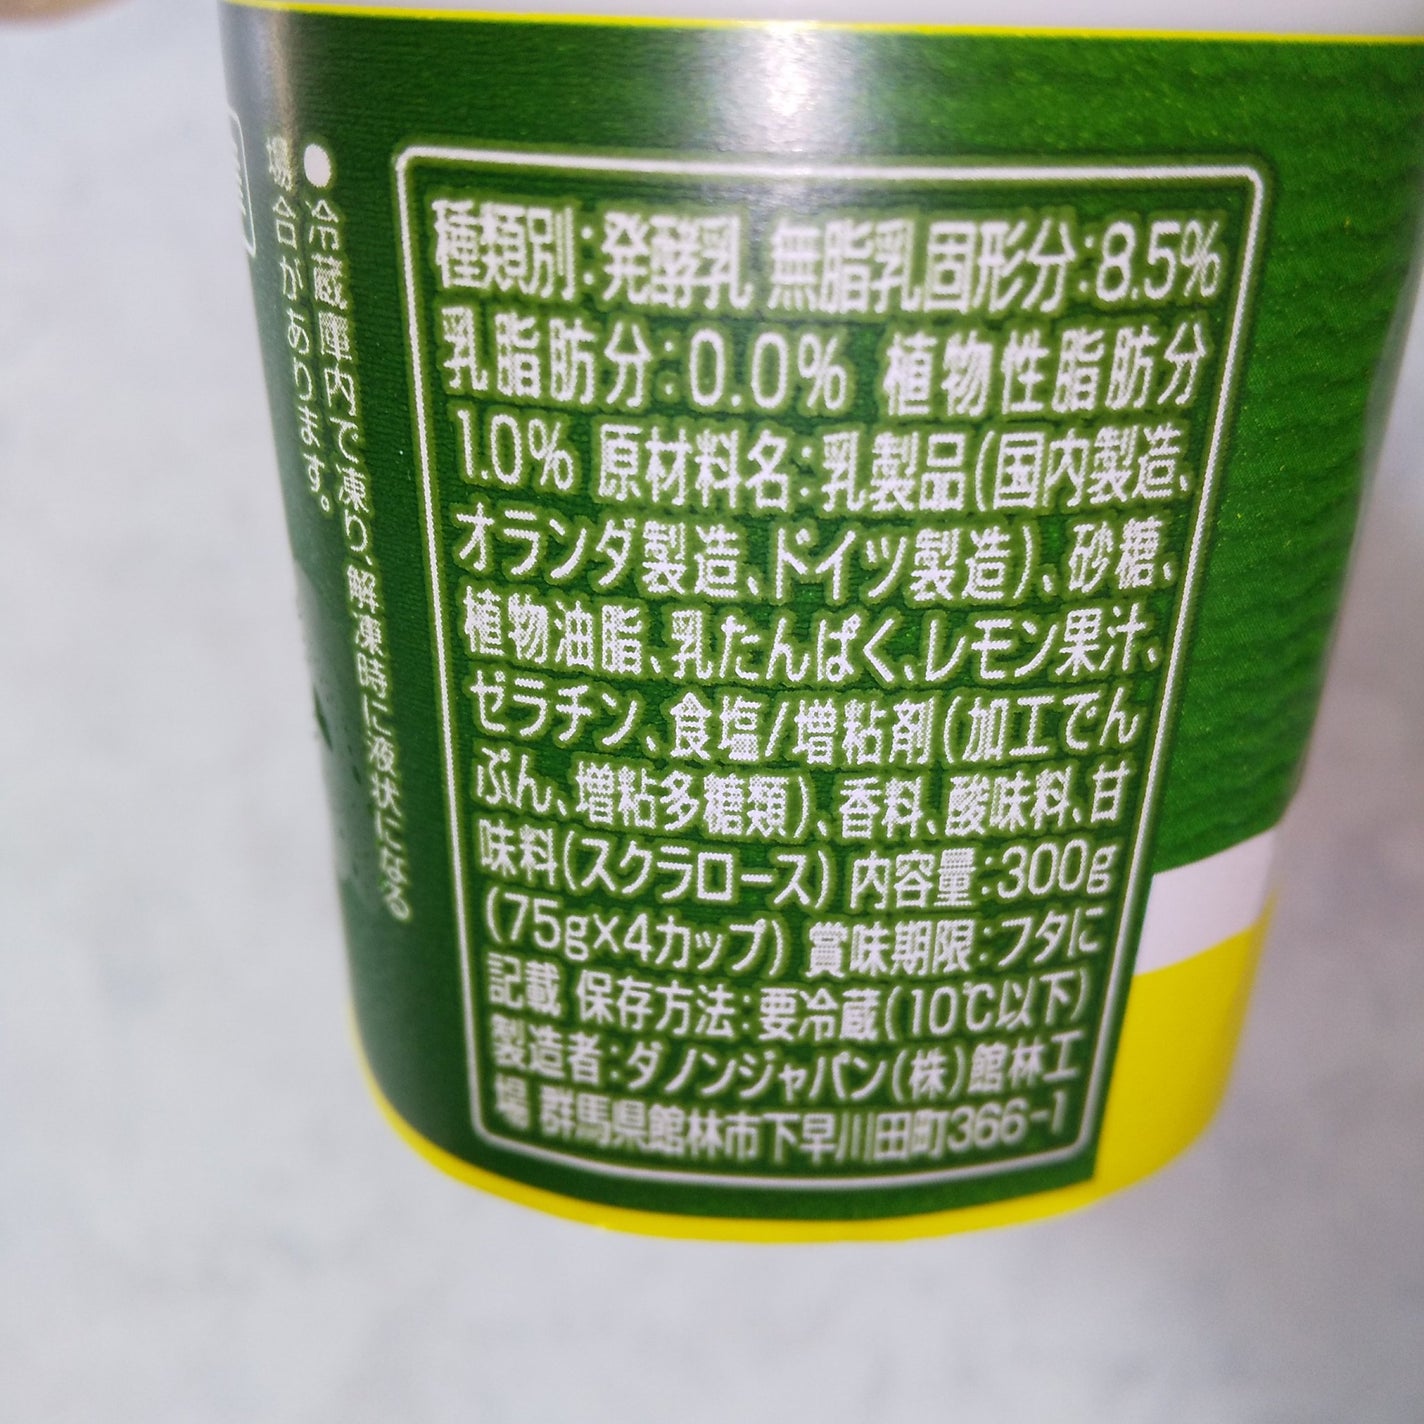 種類別:発酵乳 無脂乳固形分:8.5%
乳脂肪分:0.0% 植物性脂肪分
1.0% 原材料名:乳製品(国内製造、
オランダ製造、ドイツ製造)、砂糖、
植物油脂、乳たんぱく、レモン果汁、
ゼラチン、食塩/増粘剤(加工でん
ぷん、増粘多糖類)、香料、酸味料、甘
味料(スクラロース) 内容量:300g
(75g×4カップ) 賞味期限:フタに
記載 保存方法:要冷蔵(10℃以下)
製造者:ダノンジャパン(株)館林工
場 群馬県館林市下早川田町366-1
●冷蔵庫内で凍り、解凍時に液状になる
場合があります。